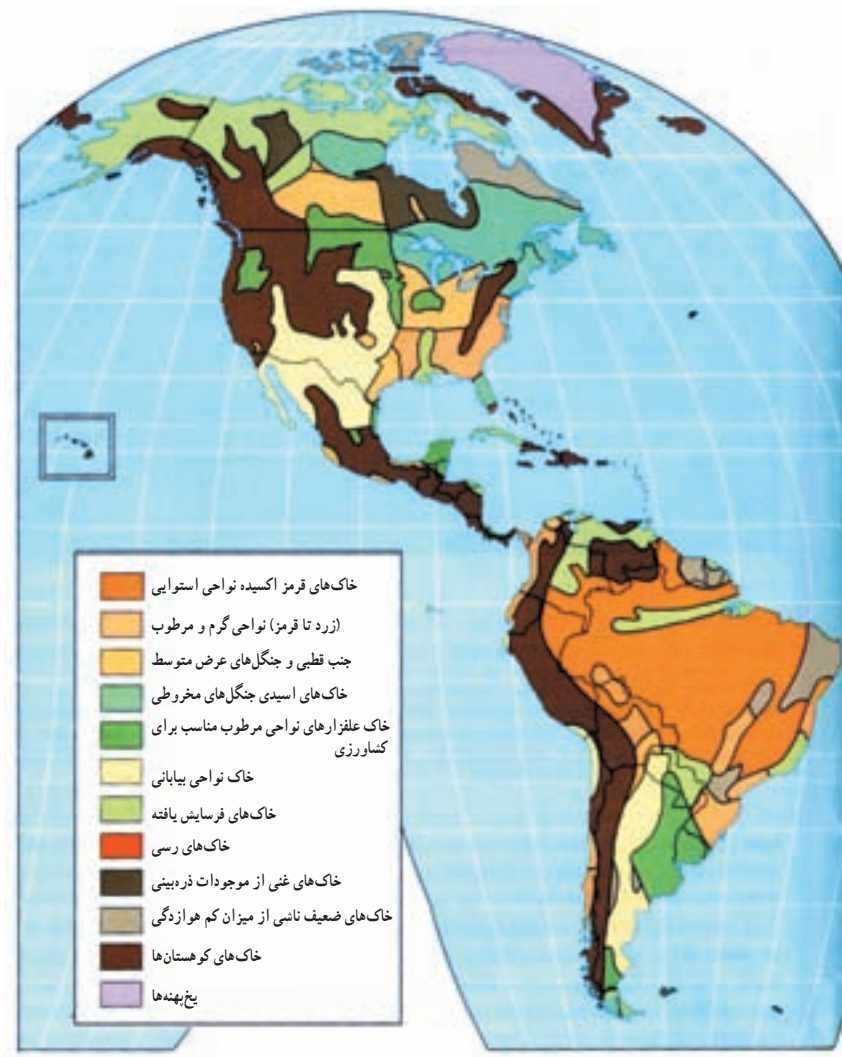 خاک‌های قرمز اکسیده نواحی استوایی
(زرد تا قرمز) نواحی گرم و مرطوب
جنب قطبی و جنگل‌های عرض متوسط
خاک‌های اسیدی جنگل‌های مخروطی
خاک علفزارهای نواحی مرطوب مناسب برای
کشاورزی
خاک نواحی بیابانی
خاک‌های فرسایش یافته
خاک‌های رسی
خاک‌های غنی از موجودات ذره‌بینی
خاک‌های ضعیف ناشی از میزان کم هوازدگی
خاک‌های کوهستان‌ها
یخ‌پهنه‌ها